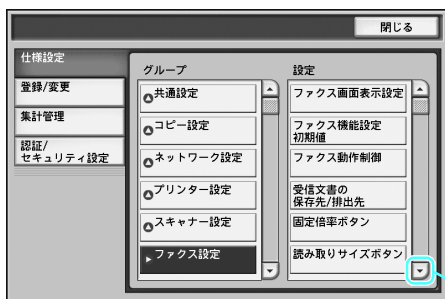 閉じる
仕様設定
登録/変更
集計管理
認証/
セキュリティ設定
グループ
共通設定
コピー設定
ネットワーク設定
プリンター設定
スキャナー設定
ファクス設定
設定
ファクス画面表示設定
ファクス機能設定
初期値
ファクス動作制御
受信文書の
保存先/排出先
固定倍率ボタン
読み取りサイズボタン